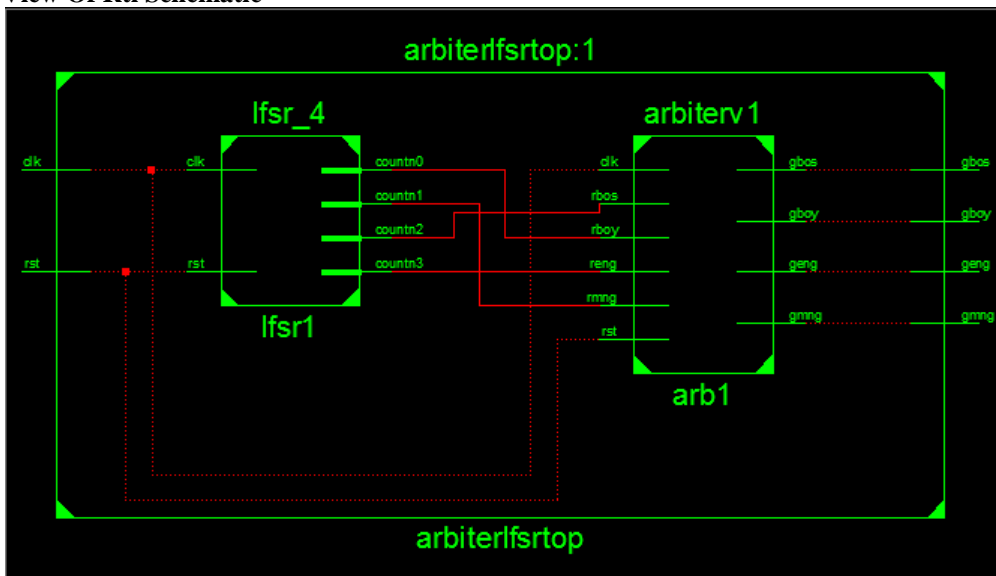 View Of Rtl Schematic
arbiterlfsrtop:1
lfsr_4
arbiterv1
clk
clk
countn0
clk
gbos
gbos
countn1
rbos
countn2
rboy
gboy
gboy
rst
rst
countn3
reng
geng
geng
rmng
gmng
gmng
lfsr1
rst
arb1
arbiterlfsrtop